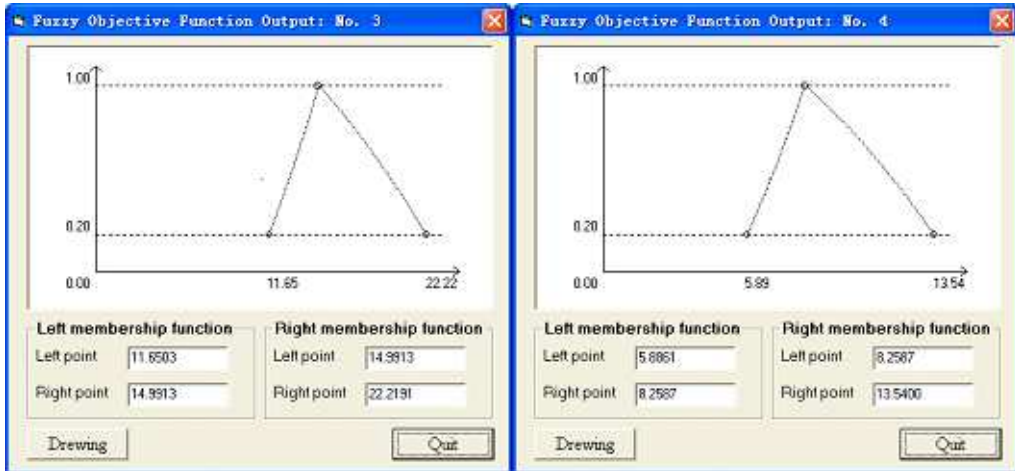 Fuzzy Objective Function Output: No. 3
1.00
0.20
0.00
11.65
22.22
Left membership function
Left point 11.6503
Right point 14.9913
Right membership function
Left point 14.9913
Right point 22.2191
Drewing
Quit
Fuzzy Objective Function Output: No. 4
1.00
0.20
0.00
5.89
13.54
Left membership function
Left point 5.8861
Right point 8.2587
Right membership function
Left point 8.2587
Right point 13.5400
Drewing
Quit